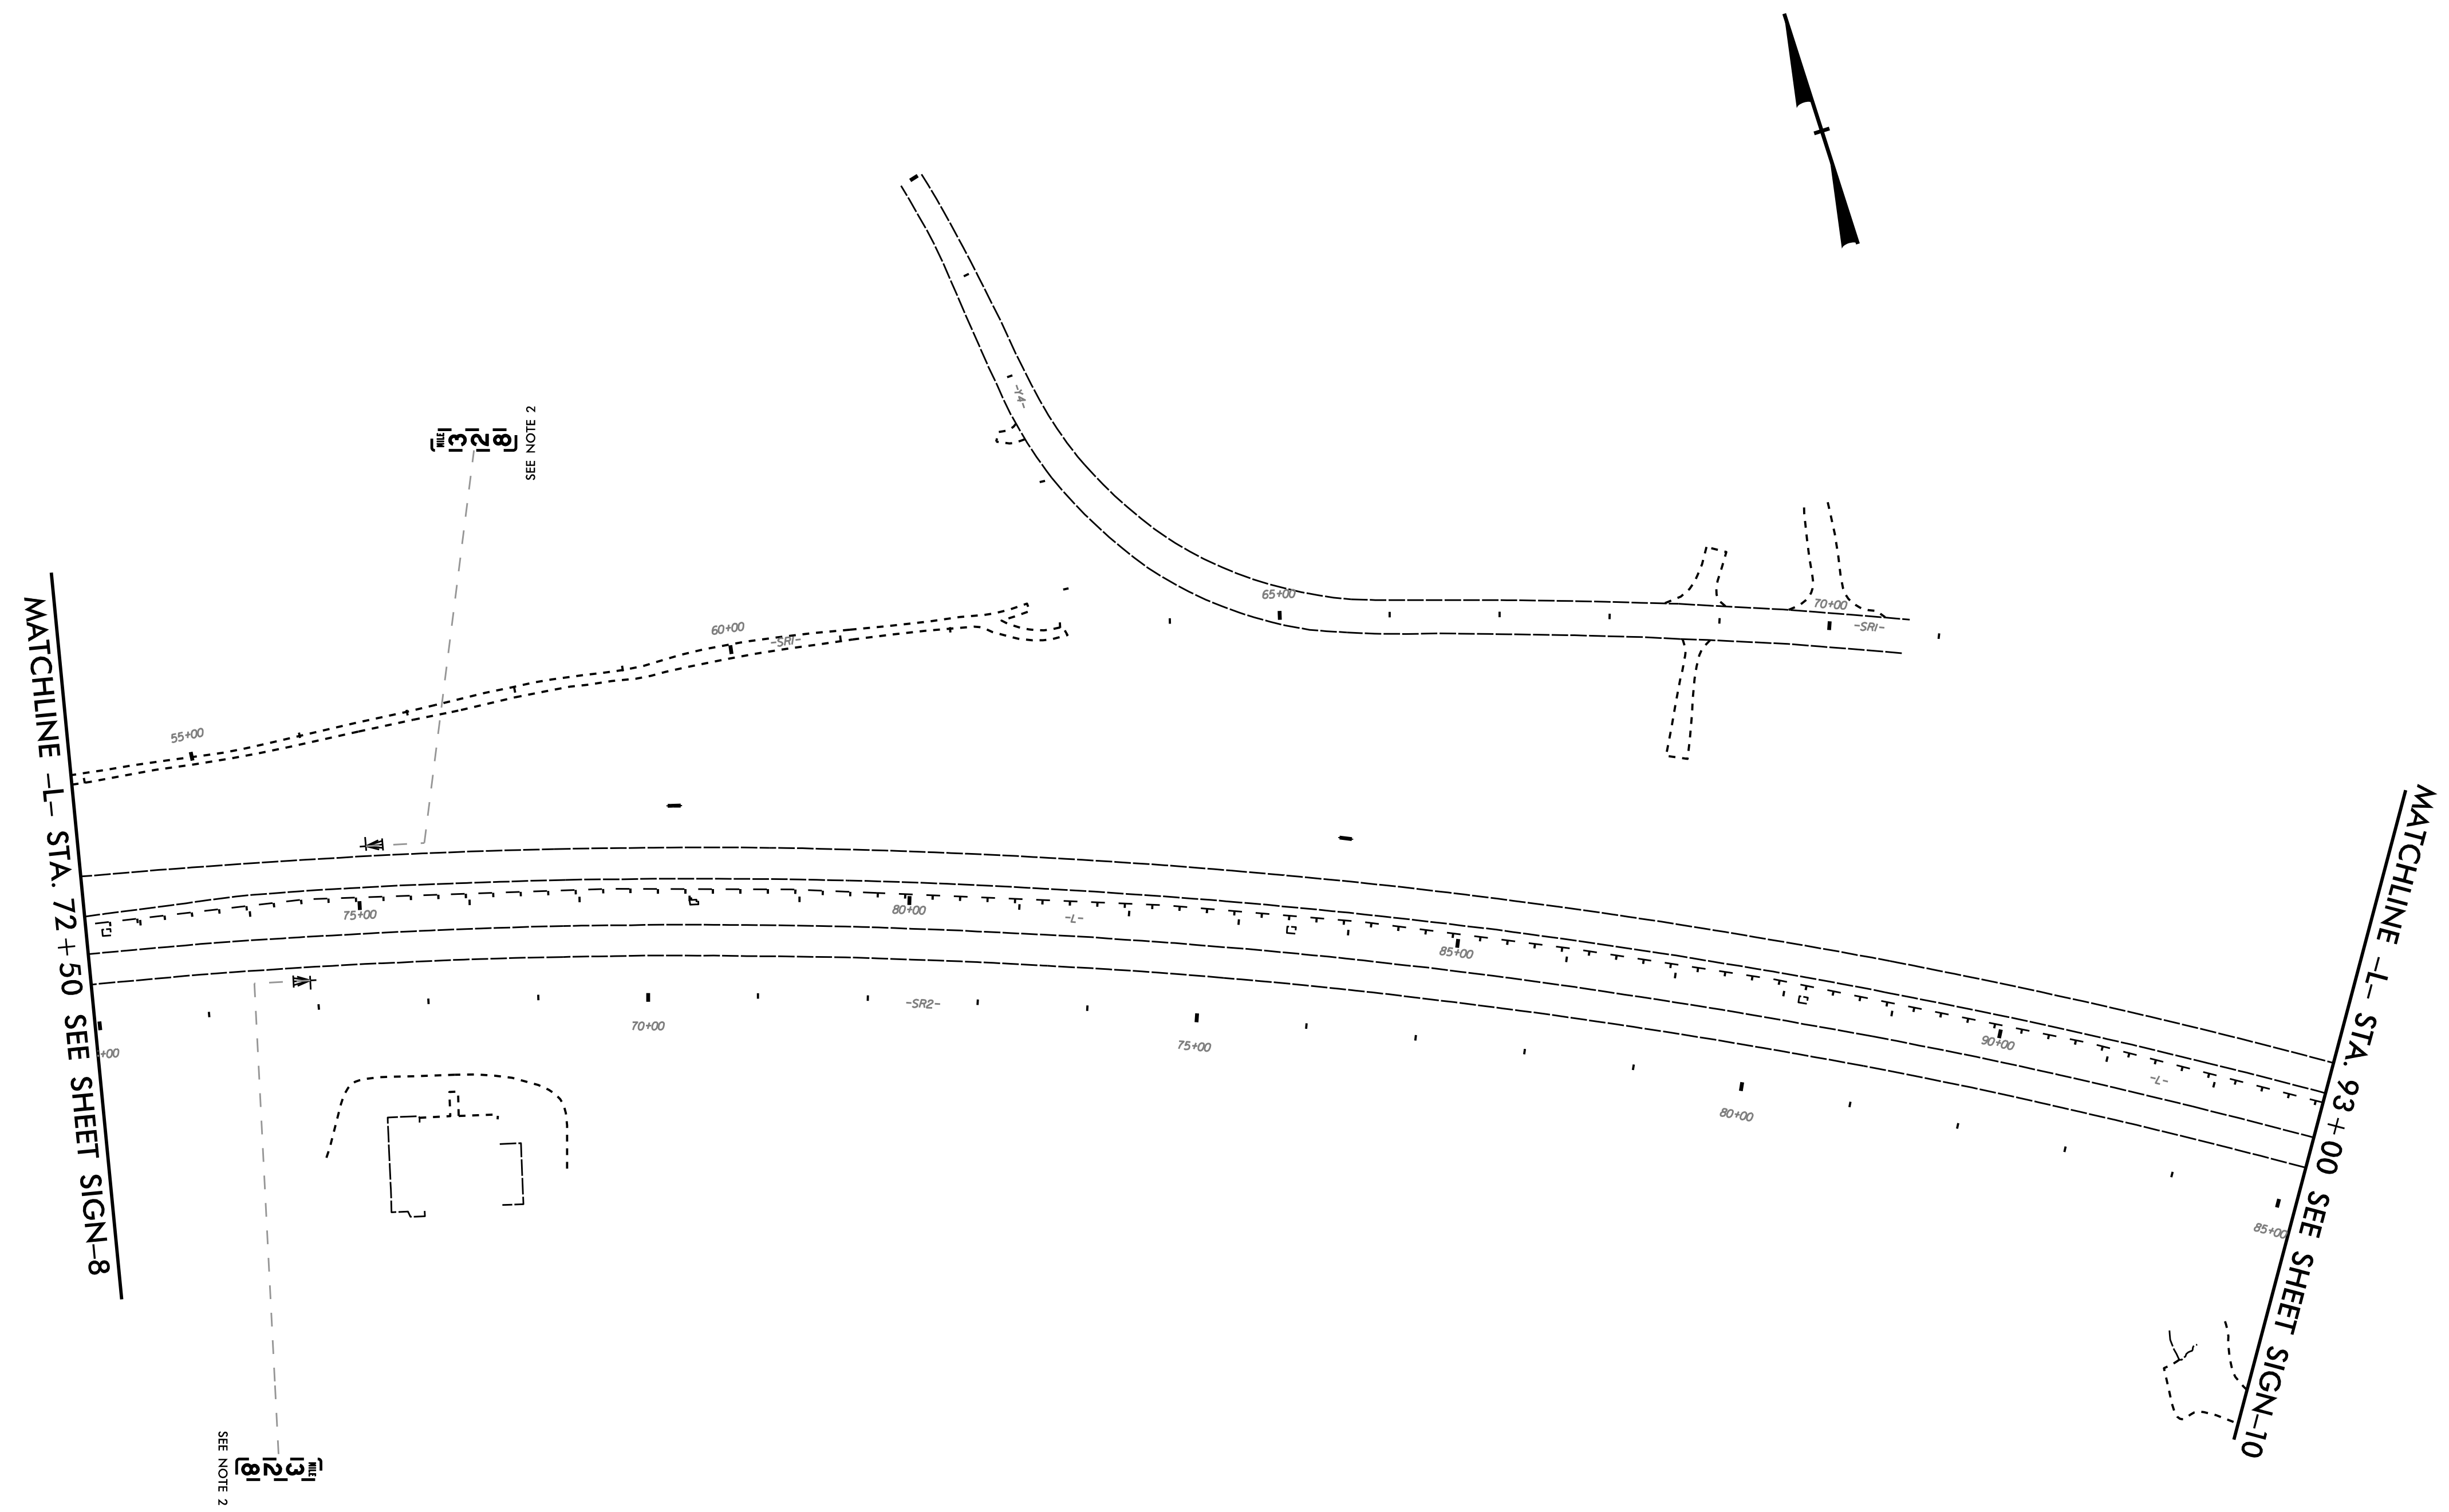 MILE
3
2
8
SEE NOTE 2
-Y4-
65+00
70+00
-SR1-
60+00
-SR1-
55+00
MATCHLINE -L- STA. 72+50 SEE SHEET SIGN-8
75+00
80+00
-L-
85+00
90+00
-L-
MATCHLINE -L- STA. 93+00 SEE SHEET SIGN-10
+00
70+00
-SR2-
75+00
80+00
85+00
MILE
3
2
8
SEE NOTE 2